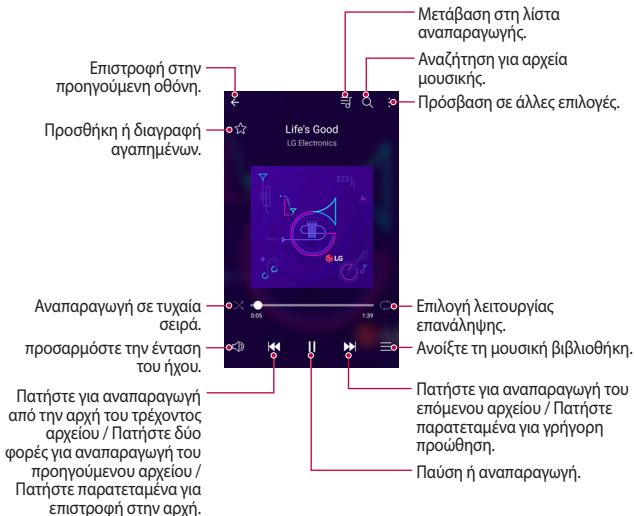 Μετάβαση στη λίστα
αναπαραγωγής.
Αναζήτηση για αρχεία
μουσικής.
Πρόσβαση σε άλλες επιλογές.
Επιστροφή στην
προηγούμενη οθόνη.
Προσθήκη ή διαγραφή
αγαπημένων.
Life's Good
LG Electronics
LG
Αναπαραγωγή σε τυχαία
σειρά.
προσαρμόστε την ένταση
του ήχου.
0:05
1:39
Επιλογή λειτουργίας
επανάληψης.
Ανοίξτε τη μουσική βιβλιοθήκη.
Πατήστε για αναπαραγωγή
από την αρχή του τρέχοντος
αρχείου / Πατήστε δύο
φορές για αναπαραγωγή του
προηγούμενου αρχείου /
Πατήστε παρατεταμένα για
επιστροφή στην αρχή.
Πατήστε για αναπαραγωγή του
επόμενου αρχείου / Πατήστε
παρατεταμένα για γρήγορη
προώθηση.
Παύση ή αναπαραγωγή.